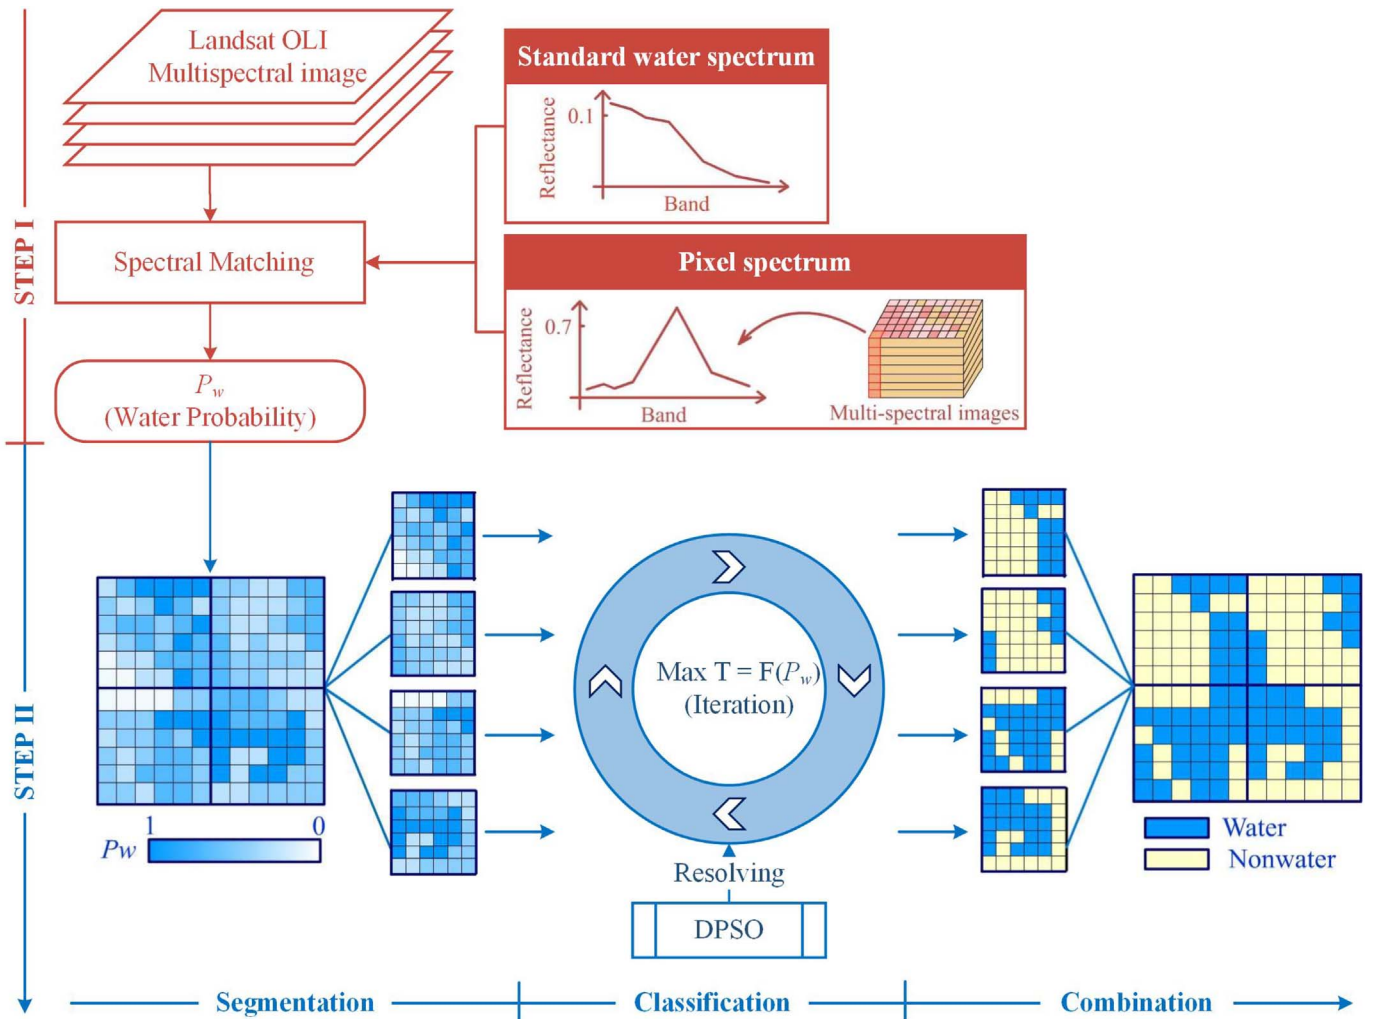 Landsat OLI
Multispectral image
Standard water spectrum
0.1
Reflectance
Band
STEP I
Spectral Matching
Pixel spectrum
0.7
Reflectance
Band
Multi-spectral images
P_w
(Water Probability)
STEP II
Max T = F(P_w)
(Iteration)
1
0
Pw
Water
Nonwater
Resolving
DPSO
Segmentation
Classification
Combination